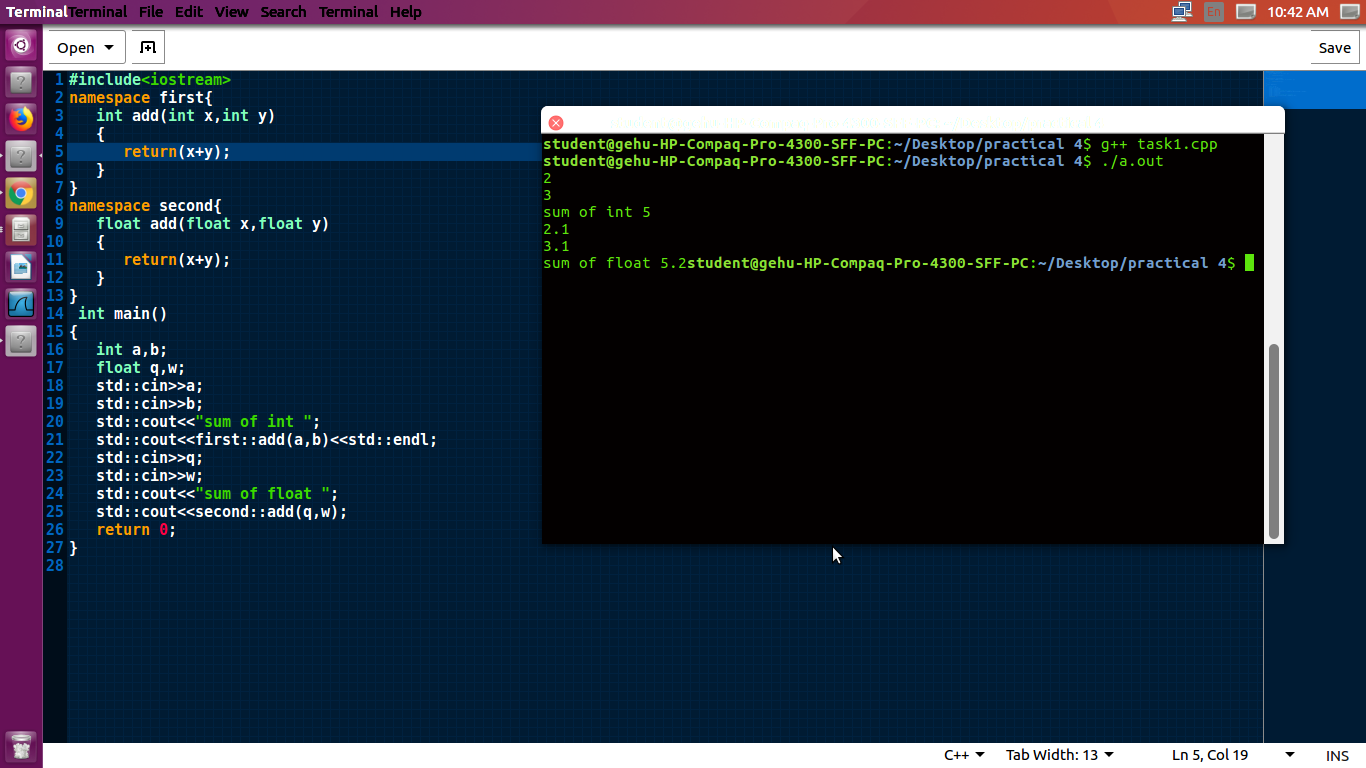 TerminalTerminal File Edit View Search Terminal Help En 10:42 AM
Open Save
1 #include<iostream>
2 namespace first{
3 int add(int x,int y)
4 {
5 return(x+y);
6 }
7 }
8 namespace second{
9 float add(float x,float y)
10 {
11 return(x+y);
12 }
13 }
14 int main()
15 {
16 int a,b;
17 float q,w;
18 std::cin>>a;
19 std::cin>>b;
20 std::cout<<"sum of int ";
21 std::cout<<first::add(a,b)<<std::endl;
22 std::cin>>q;
23 std::cin>>w;
24 std::cout<<"sum of float ";
25 std::cout<<second::add(q,w);
26 return 0;
27 }
28
student@gehu-HP-Compaq-Pro-4300-SFF-PC:~/Desktop/practical 4$ g++ task1.cpp
student@gehu-HP-Compaq-Pro-4300-SFF-PC:~/Desktop/practical 4$ ./a.out
2
3
sum of int 5
2.1
3.1
sum of float 5.2student@gehu-HP-Compaq-Pro-4300-SFF-PC:~/Desktop/practical 4$
C++ Tab Width: 13 Ln 5, Col 19 INS